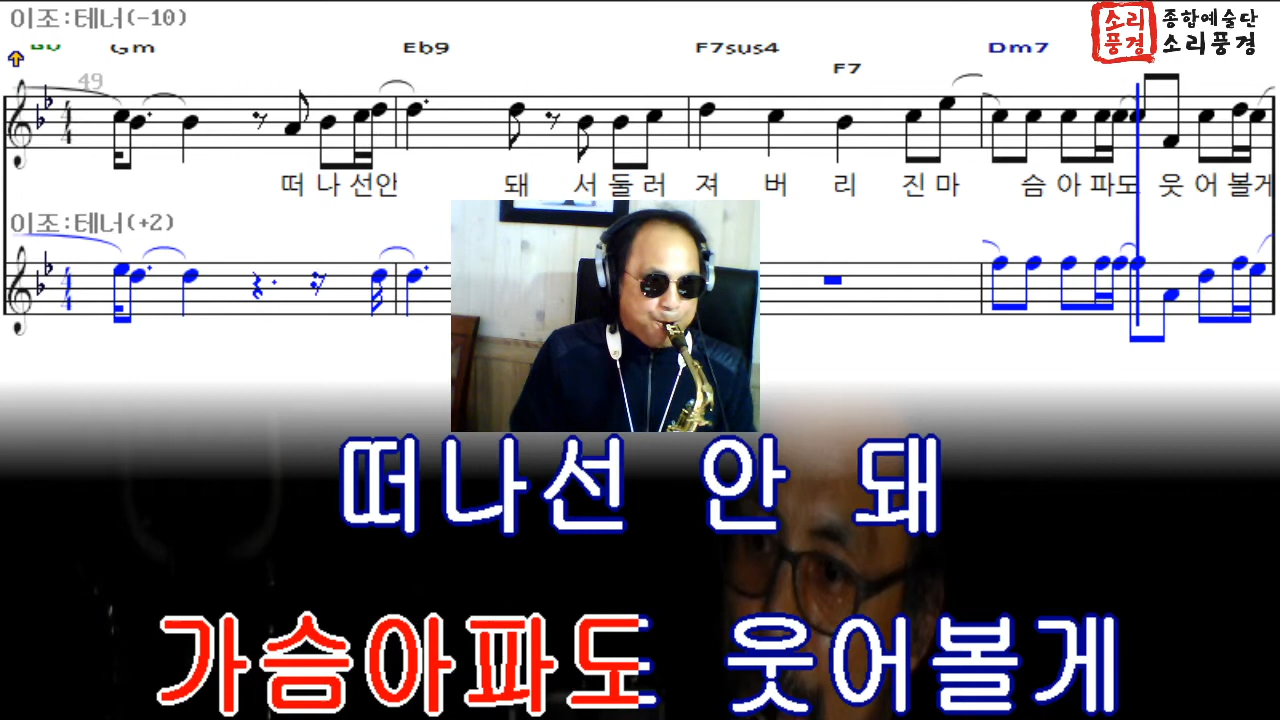 이조:테너(-10)
소리풍경
종합예술단
소리풍경
Bb Gm Eb9 F7sus4 F7 Dm7
49
떠 나 선안 돼 서 둘 러 져 버 리 진 마 슴 아 파도 웃 어 볼게
이조:테너(+2)
떠나선 안 돼
가슴아파도 웃어볼게